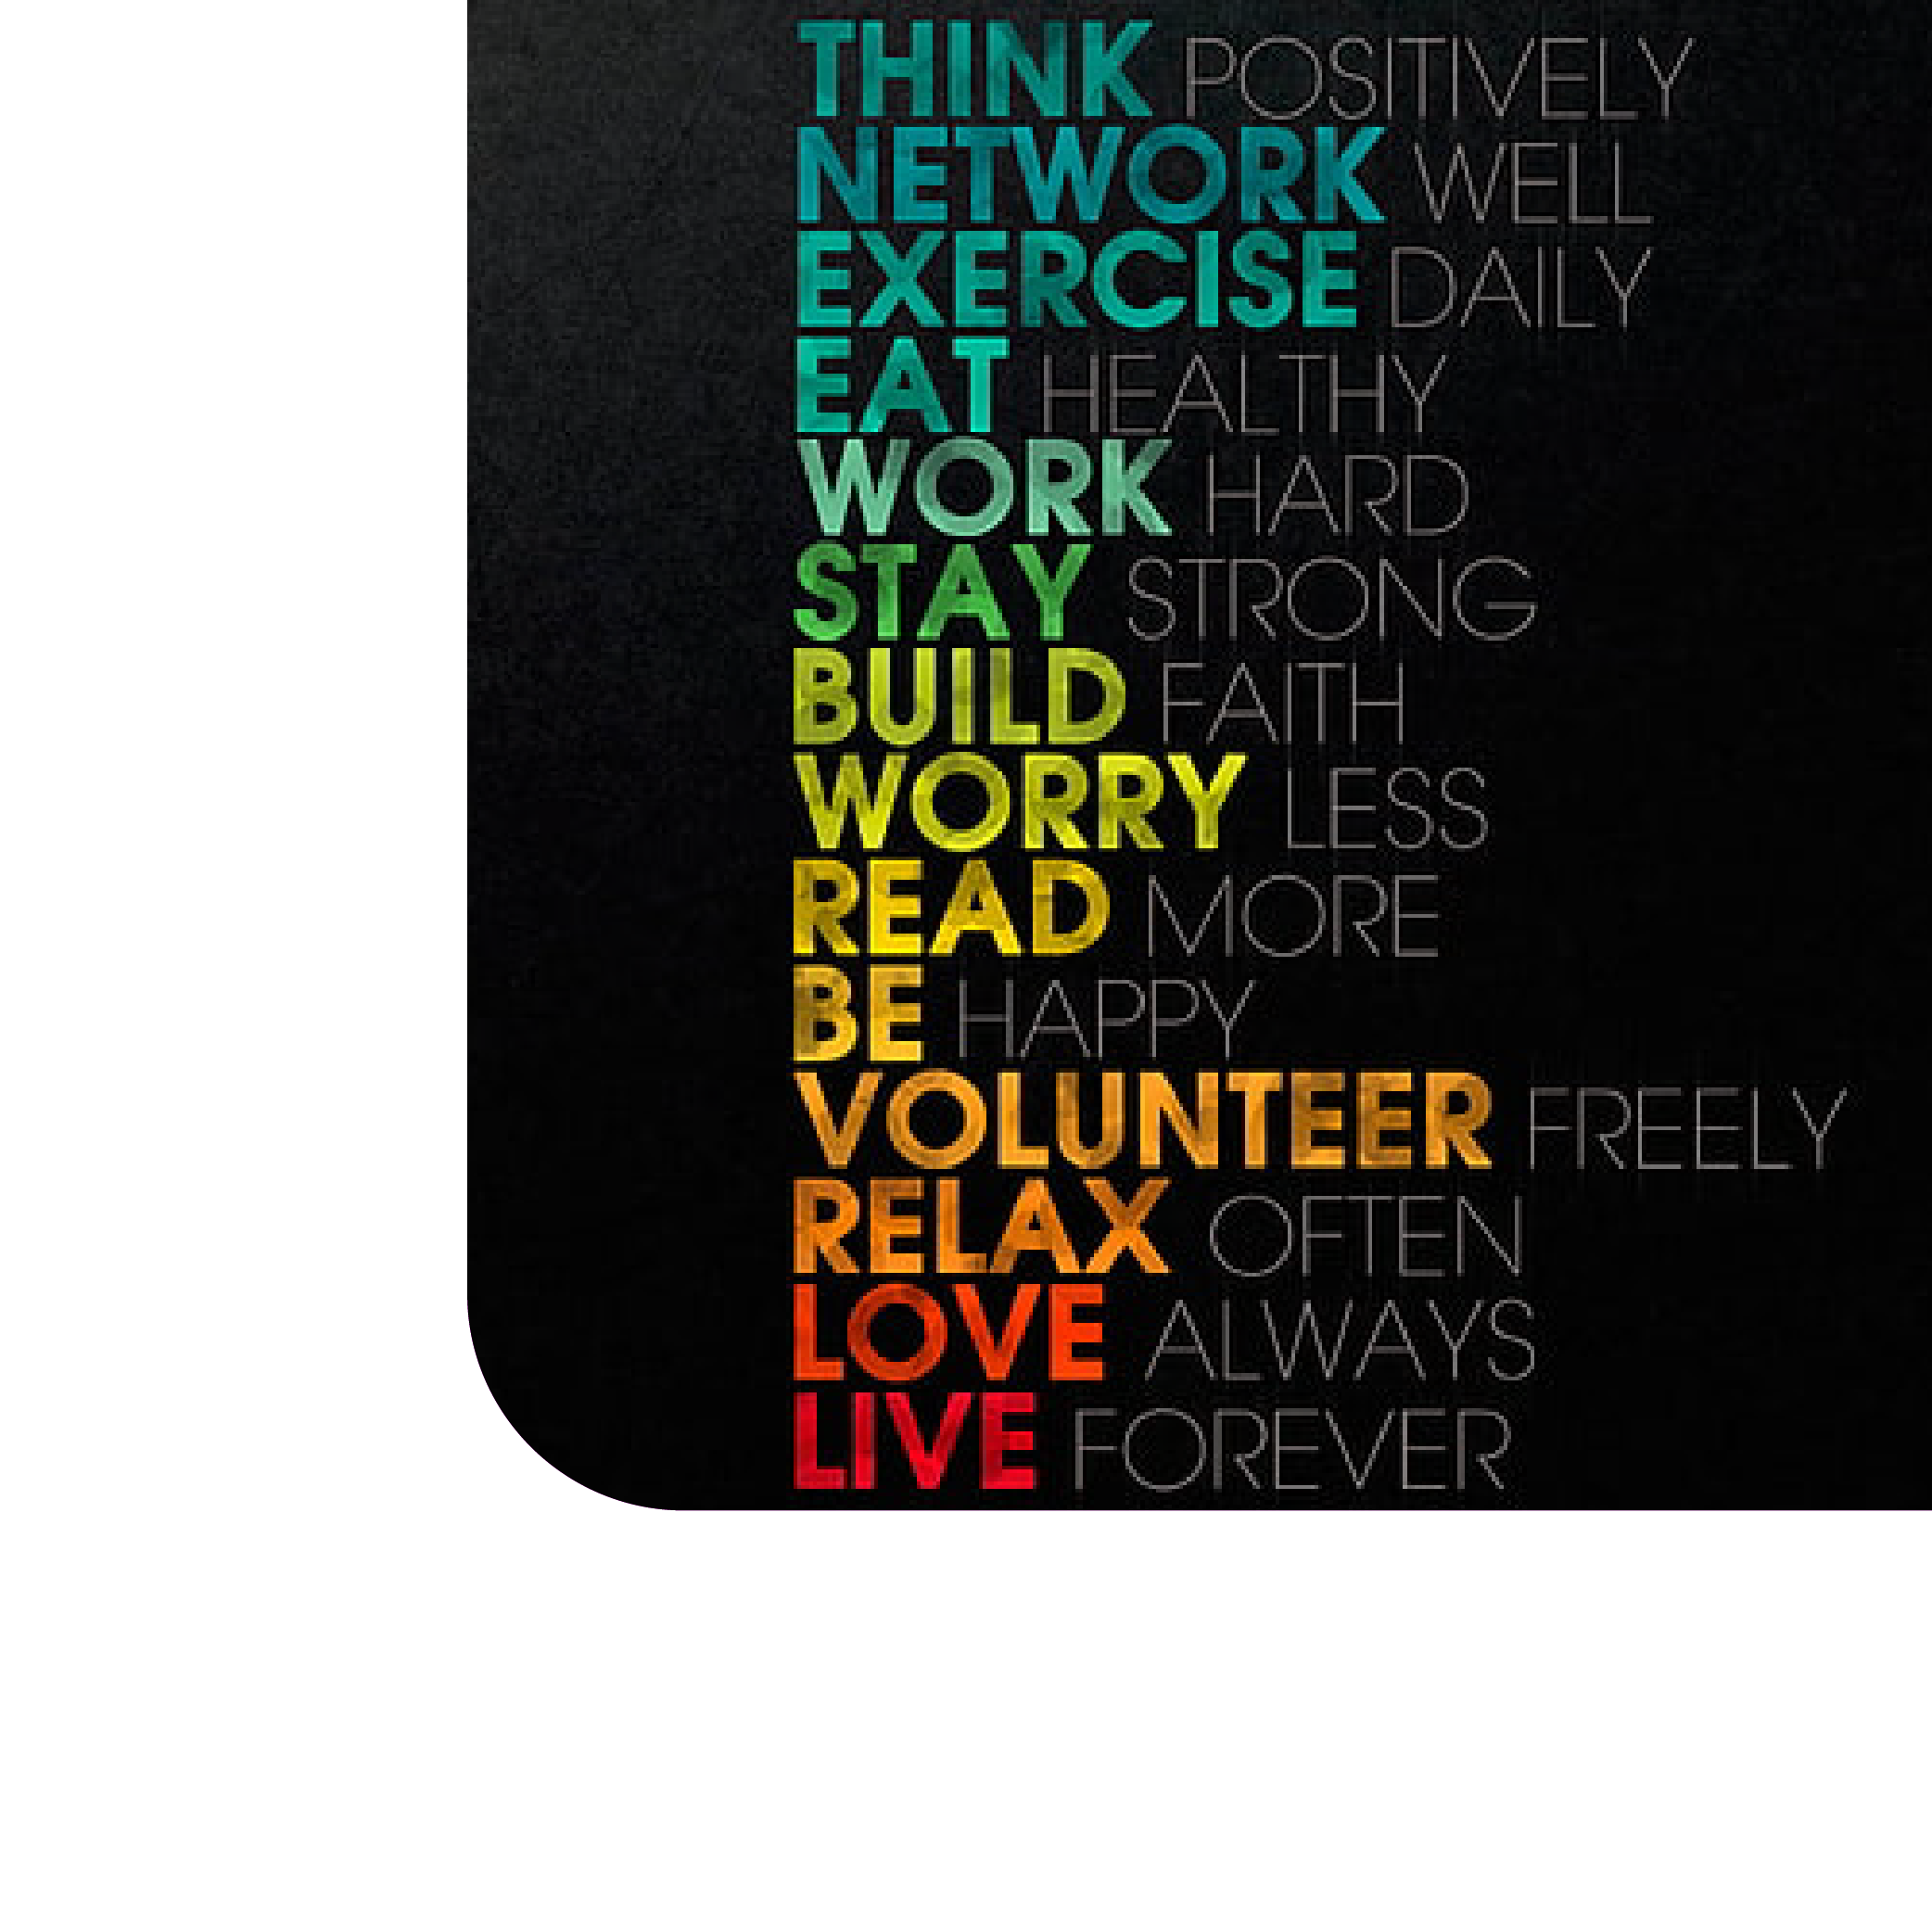 THINK POSITIVELY
NETWORK WELL
EXERCISE DAILY
EAT HEALTHY
WORK HARD
STAY STRONG
BUILD FAITH
WORRY LESS
READ MORE
BE HAPPY
VOLUNTEER FREELY
RELAX OFTEN
LOVE ALWAYS
LIVE FOREVER